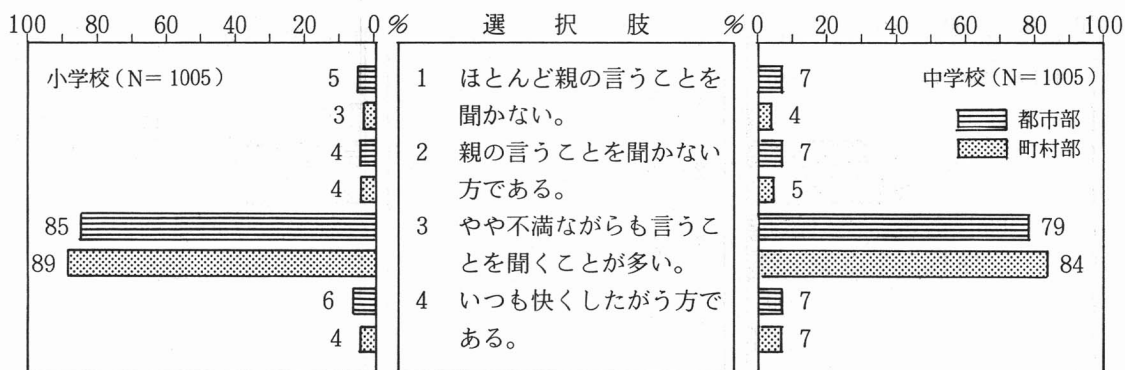 100 80 60 40 20 0 % 選択肢 % 0 20 40 60 80 100
小学校(N=1005)
5
3
4
4
85
89
6
4
1 ほとんど親の言うことを
聞かない。
2 親の言うことを聞かない
方である。
3 やや不満ながらも言うこ
とを聞くことが多い。
4 いつも快くしたがう方で
ある。
中学校(N=1005)
都市部
町村部
7
4
7
5
79
84
7
7